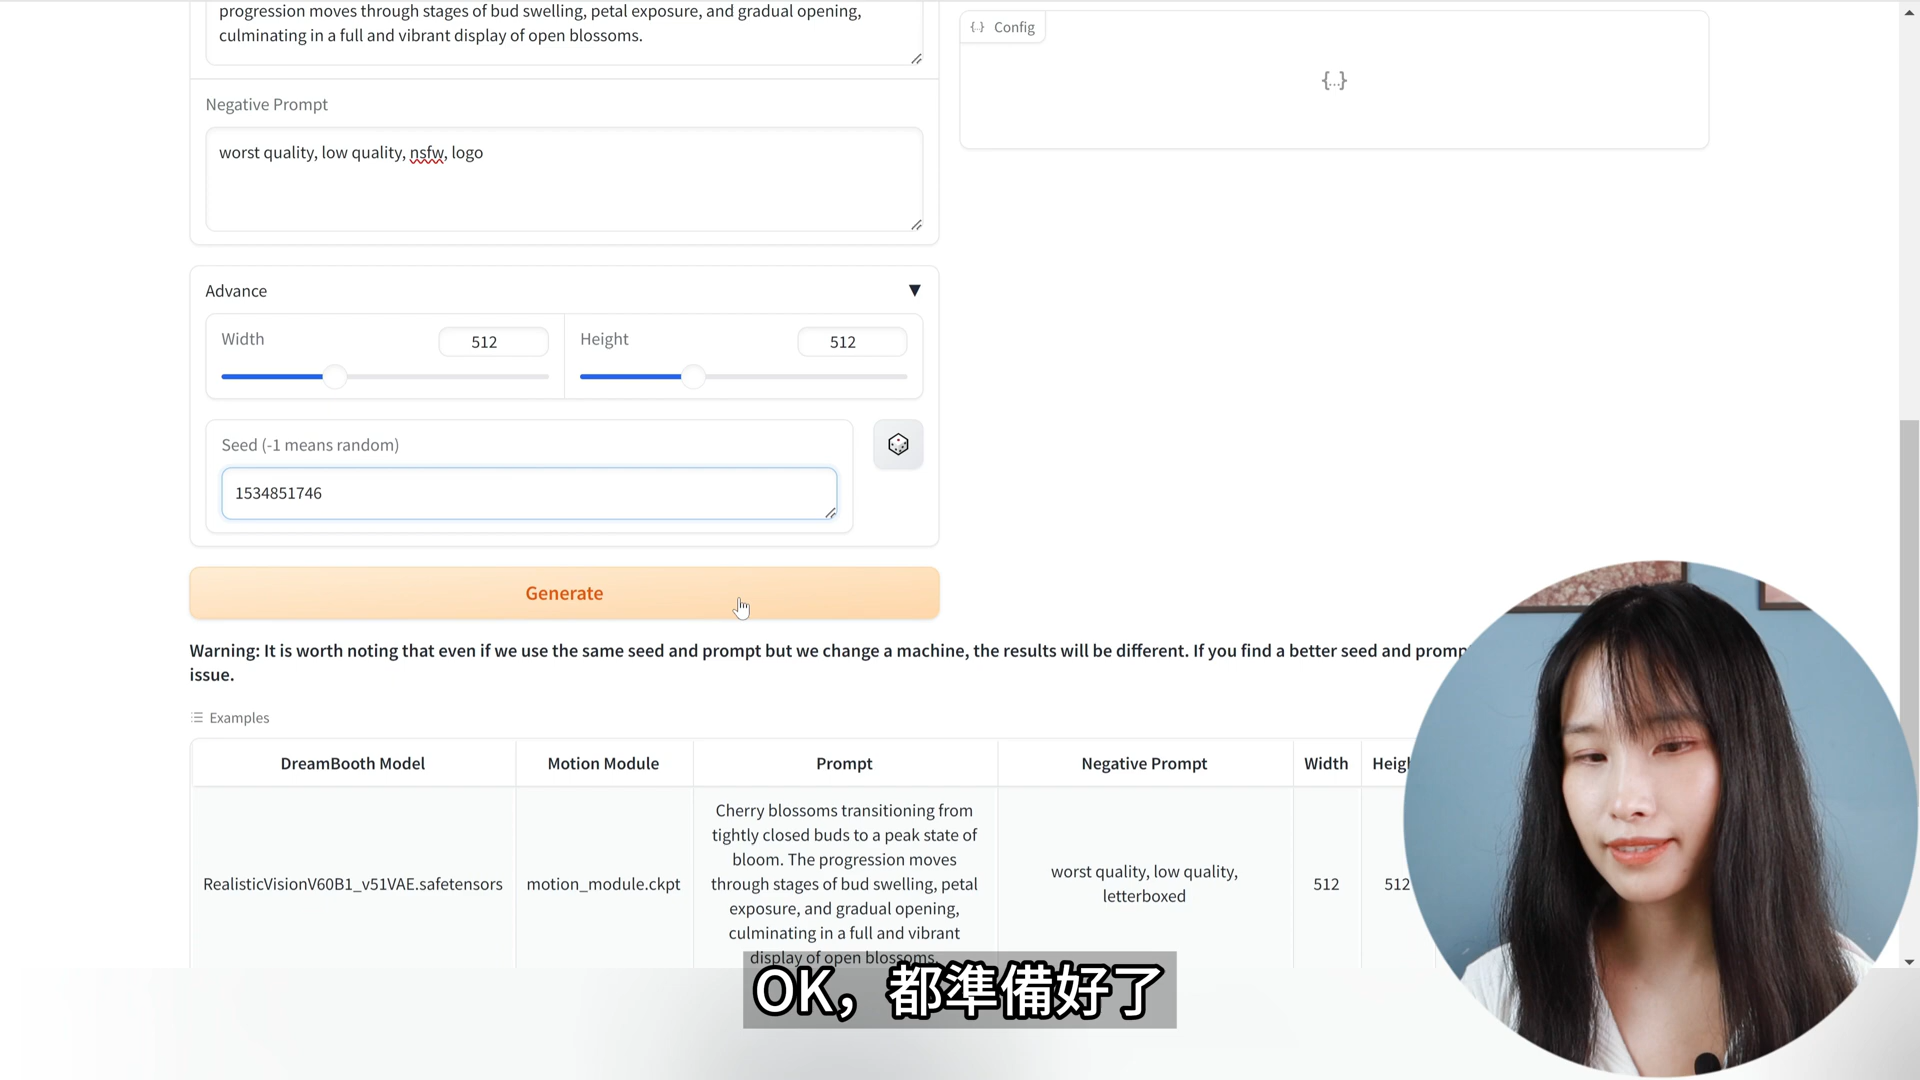 progression moves through stages of bud swelling, petal exposure, and gradual opening,
culminating in a full and vibrant display of open blossoms.
Config
{..}
Negative Prompt
worst quality, low quality, nsfw, logo
Advance
Width
512
Height
512
Seed (-1 means random)
1534851746
Generate
Warning: It is worth noting that even if we use the same seed and prompt but we change a machine, the results will be different. If you find a better seed and
issue.
Examples
DreamBooth Model
Motion Module
Prompt
Negative Prompt
Width
RealisticVisionV60B1_v51VAE.safetensors
motion_module.ckpt
Cherry blossoms transitioning from
tightly closed buds to a peak state of
bloom. The progression moves
through stages of bud swelling, petal
exposure, and gradual opening,
culminating in a full and vibrant
display of open blossoms.
worst quality, low quality,
letterboxed
512
512
OK，都準備好了